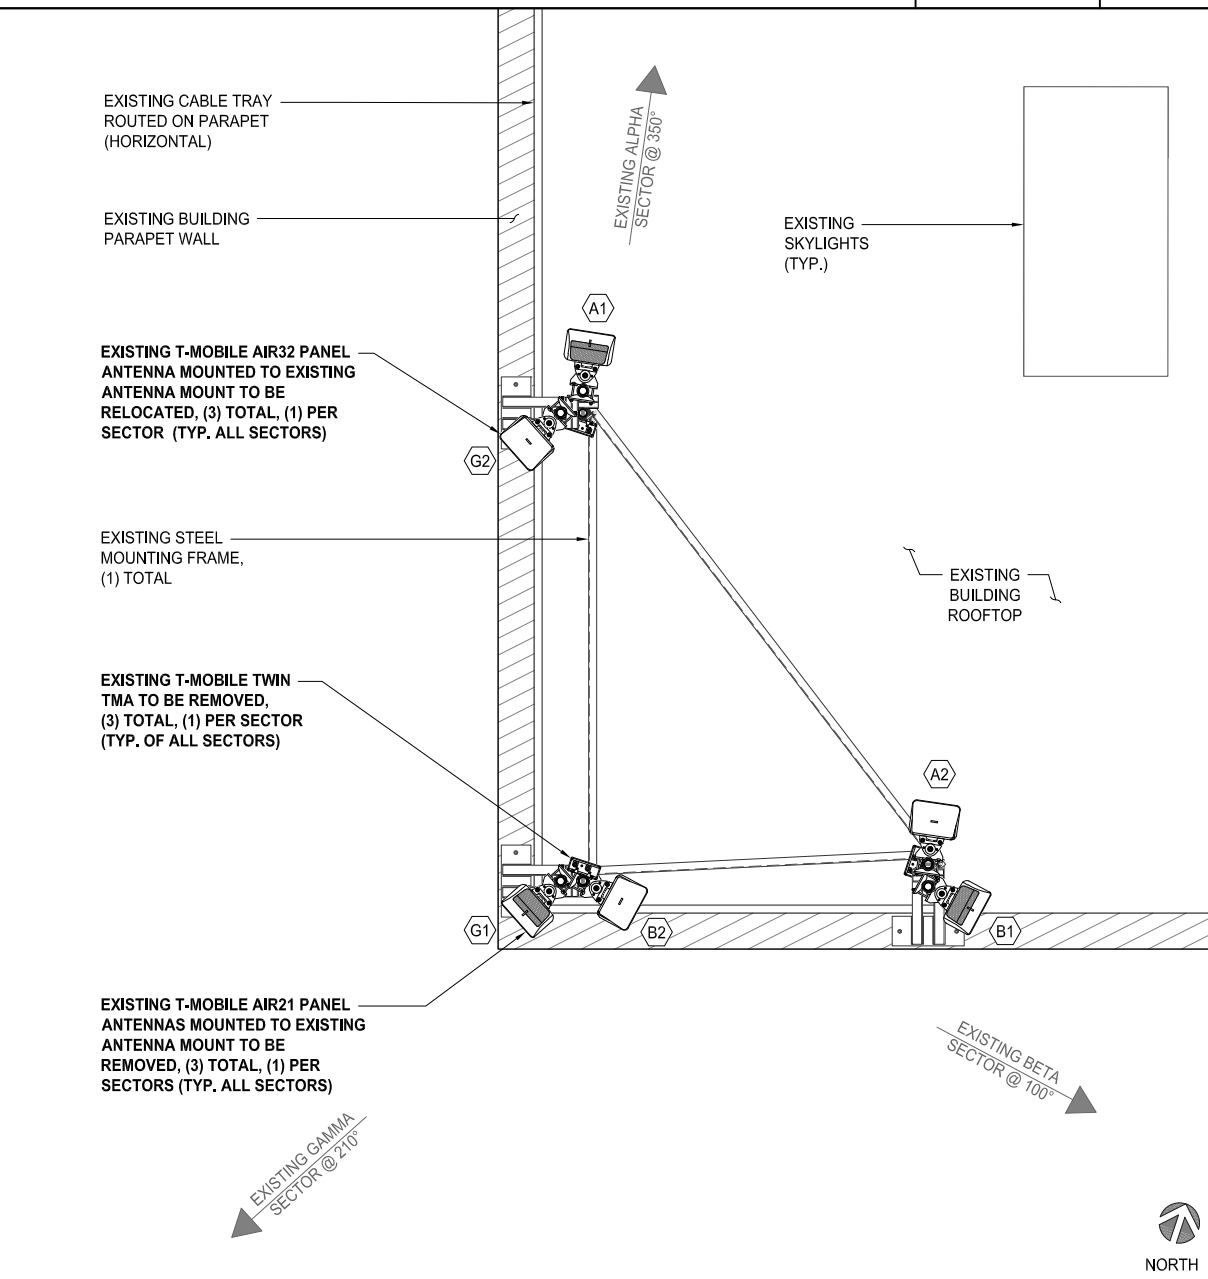 EXISTING CABLE TRAY
ROUTED ON PARAPET
(HORIZONTAL)
EXISTING ALPHA
SECTOR @ 350°
EXISTING BUILDING
PARAPET WALL
EXISTING
SKYLIGHTS
(TYP.)
A1
EXISTING T-MOBILE AIR32 PANEL
ANTENNA MOUNTED TO EXISTING
ANTENNA MOUNT TO BE
RELOCATED, (3) TOTAL, (1) PER
SECTOR (TYP. ALL SECTORS)
G2
EXISTING STEEL
MOUNTING FRAME,
(1) TOTAL
EXISTING
BUILDING
ROOFTOP
EXISTING T-MOBILE TWIN
TMA TO BE REMOVED,
(3) TOTAL, (1) PER SECTOR
(TYP. OF ALL SECTORS)
A2
G1
B2
B1
EXISTING T-MOBILE AIR21 PANEL
ANTENNAS MOUNTED TO EXISTING
ANTENNA MOUNT TO BE
REMOVED, (3) TOTAL, (1) PER
SECTORS (TYP. ALL SECTORS)
EXISTING BETA
SECTOR @ 100°
EXISTING GAMMA
SECTOR @ 210°
NORTH